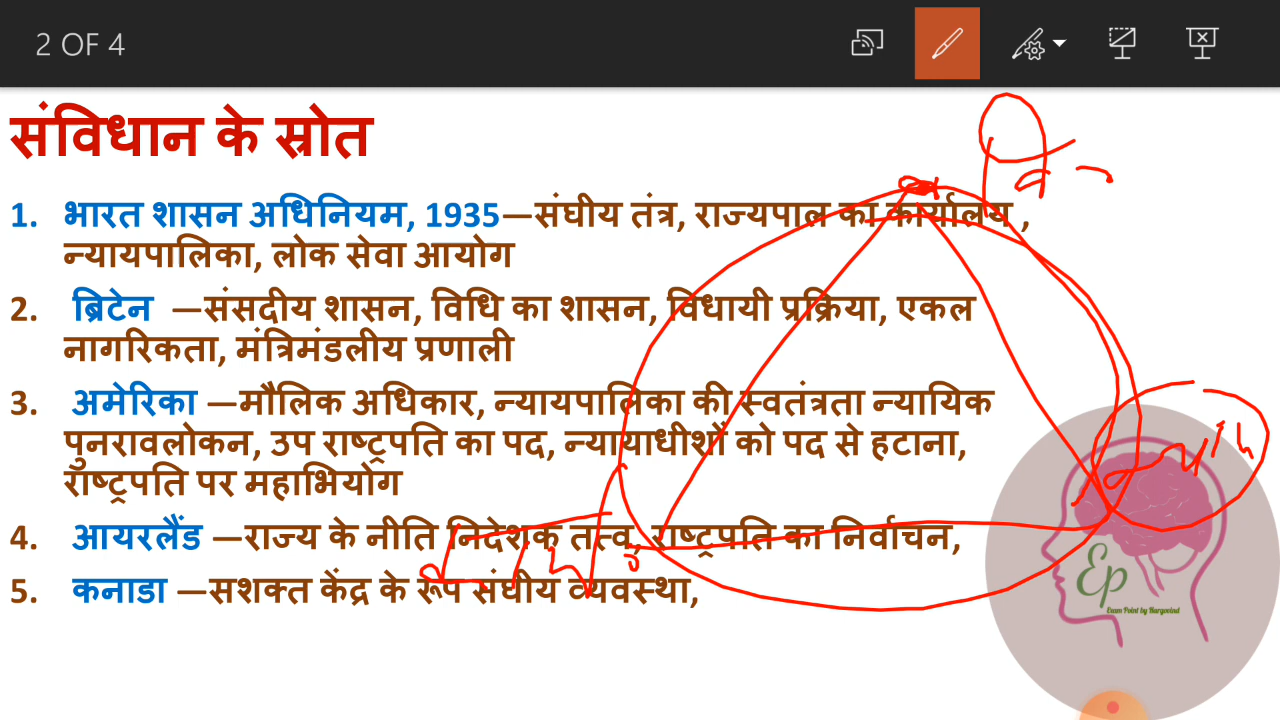 2 OF 4
संविधान के स्रोत
1. भारत शासन अधिनियम, 1935—संघीय तंत्र, राज्यपाल का कार्यालय ,
न्यायपालिका, लोक सेवा आयोग
2. ब्रिटेन —संसदीय शासन, विधि का शासन, विधायी प्रक्रिया, एकल
नागरिकता, मंत्रिमंडलीय प्रणाली
3. अमेरिका —मौलिक अधिकार, न्यायपालिका की स्वतंत्रता न्यायिक
पुनरावलोकन, उप राष्ट्रपति का पद, न्यायाधीशों को पद से हटाना,
राष्ट्रपति पर महाभियोग
4. आयरलैंड —राज्य के नीति निदेशक तत्व, राष्ट्रपति का निर्वाचन,
5. कनाडा —सशक्त केंद्र के रूप संघीय व्यवस्था,
Ep
Exam Point by Hargovind